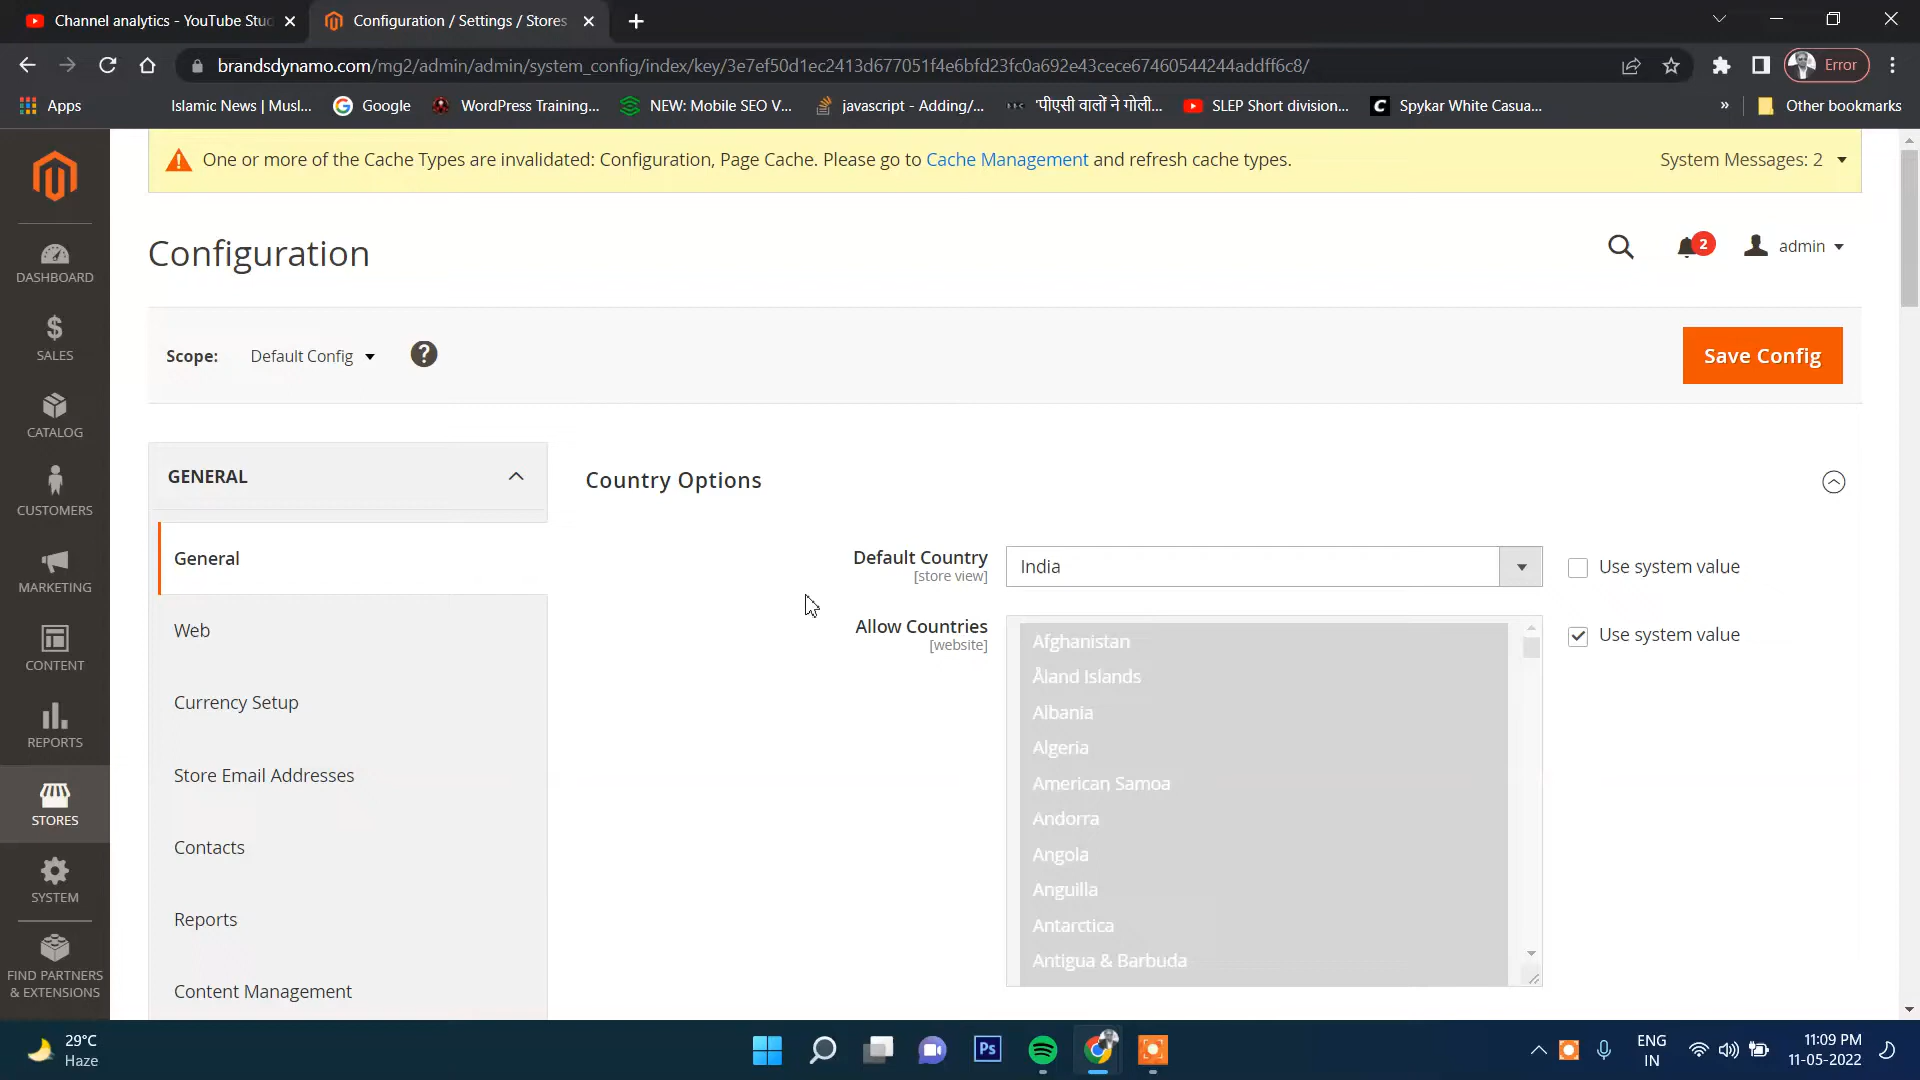 Channel analytics - YouTube Stu
Configuration / Settings / Stores
brandsdynamo.com/mg2/admin/admin/system_config/index/key/3e7ef50d1ec2413d677051f4e6bfd23fc0a692e43cece67460544244addff6c8/
Error
Apps
Islamic News | Musl...
Google
WordPress Training...
NEW: Mobile SEO V...
javascript - Adding/...
'पीएसी वालों ने गोली...
SLEP Short division...
Spykar White Casua...
»
Other bookmarks
One or more of the Cache Types are invalidated: Configuration, Page Cache. Please go to Cache Management and refresh cache types.
System Messages: 2
Configuration
2
admin
Scope: Default Config
?
Save Config
DASHBOARD
SALES
CATALOG
CUSTOMERS
MARKETING
CONTENT
REPORTS
STORES
SYSTEM
FIND PARTNERS
& EXTENSIONS
GENERAL
General
Web
Currency Setup
Store Email Addresses
Contacts
Reports
Content Management
Country Options
Default Country
[store view]
India
Use system value
Allow Countries
[website]
Use system value
Afghanistan
Åland Islands
Albania
Algeria
American Samoa
Andorra
Angola
Anguilla
Antarctica
Antigua & Barbuda
29°C
Haze
Ps
ENG
IN
11:09 PM
11-05-2022